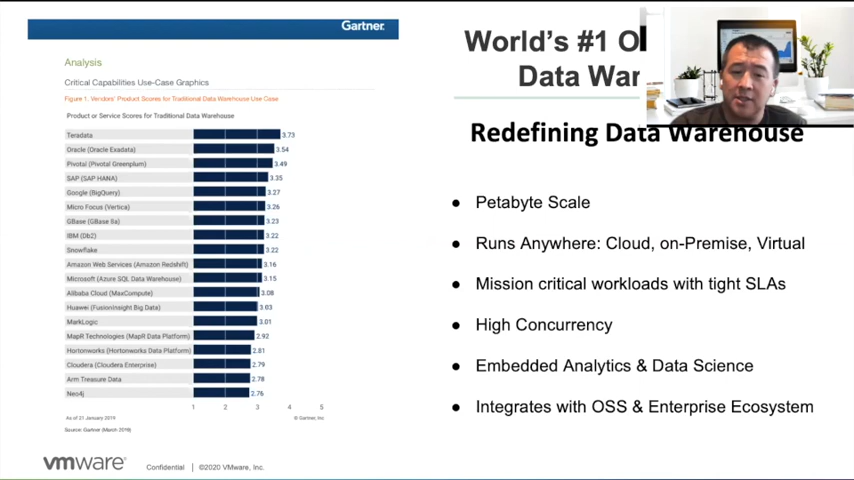 Gartner
Analysis
Critical Capabilities Use-Case Graphics
Figure 1. Vendors' Product Scores for Traditional Data Warehouse Use Case
Product or Service Scores for Traditional Data Warehouse
Teradata 3.73
Oracle (Oracle Exadata) 3.54
Pivotal (Pivotal Greenplum) 3.49
SAP (SAP HANA) 3.35
Google (BigQuery) 3.27
Micro Focus (Vertica) 3.26
GBase (GBase 8a) 3.23
IBM (Db2) 3.22
Snowflake 3.22
Amazon Web Services (Amazon Redshift) 3.16
Microsoft (Azure SQL Data Warehouse) 3.15
Alibaba Cloud (MaxCompute) 3.08
Huawei (FusionInsight Big Data) 3.03
MarkLogic 3.01
MapR Technologies (MapR Data Platform) 2.92
Hortonworks (Hortonworks Data Platform) 2.81
Cloudera (Cloudera Enterprise) 2.79
Arm Treasure Data 2.78
Neo4j 2.76
1 2 3 4 5
As of 21 January 2019 © Gartner, Inc
Source: Gartner (March 2019)
World's #1 O
Data War
Redefining Data Warehouse
● Petabyte Scale
● Runs Anywhere: Cloud, on-Premise, Virtual
● Mission critical workloads with tight SLAs
● High Concurrency
● Embedded Analytics & Data Science
● Integrates with OSS & Enterprise Ecosystem
vmware® Confidential | ©2020 VMware, Inc.